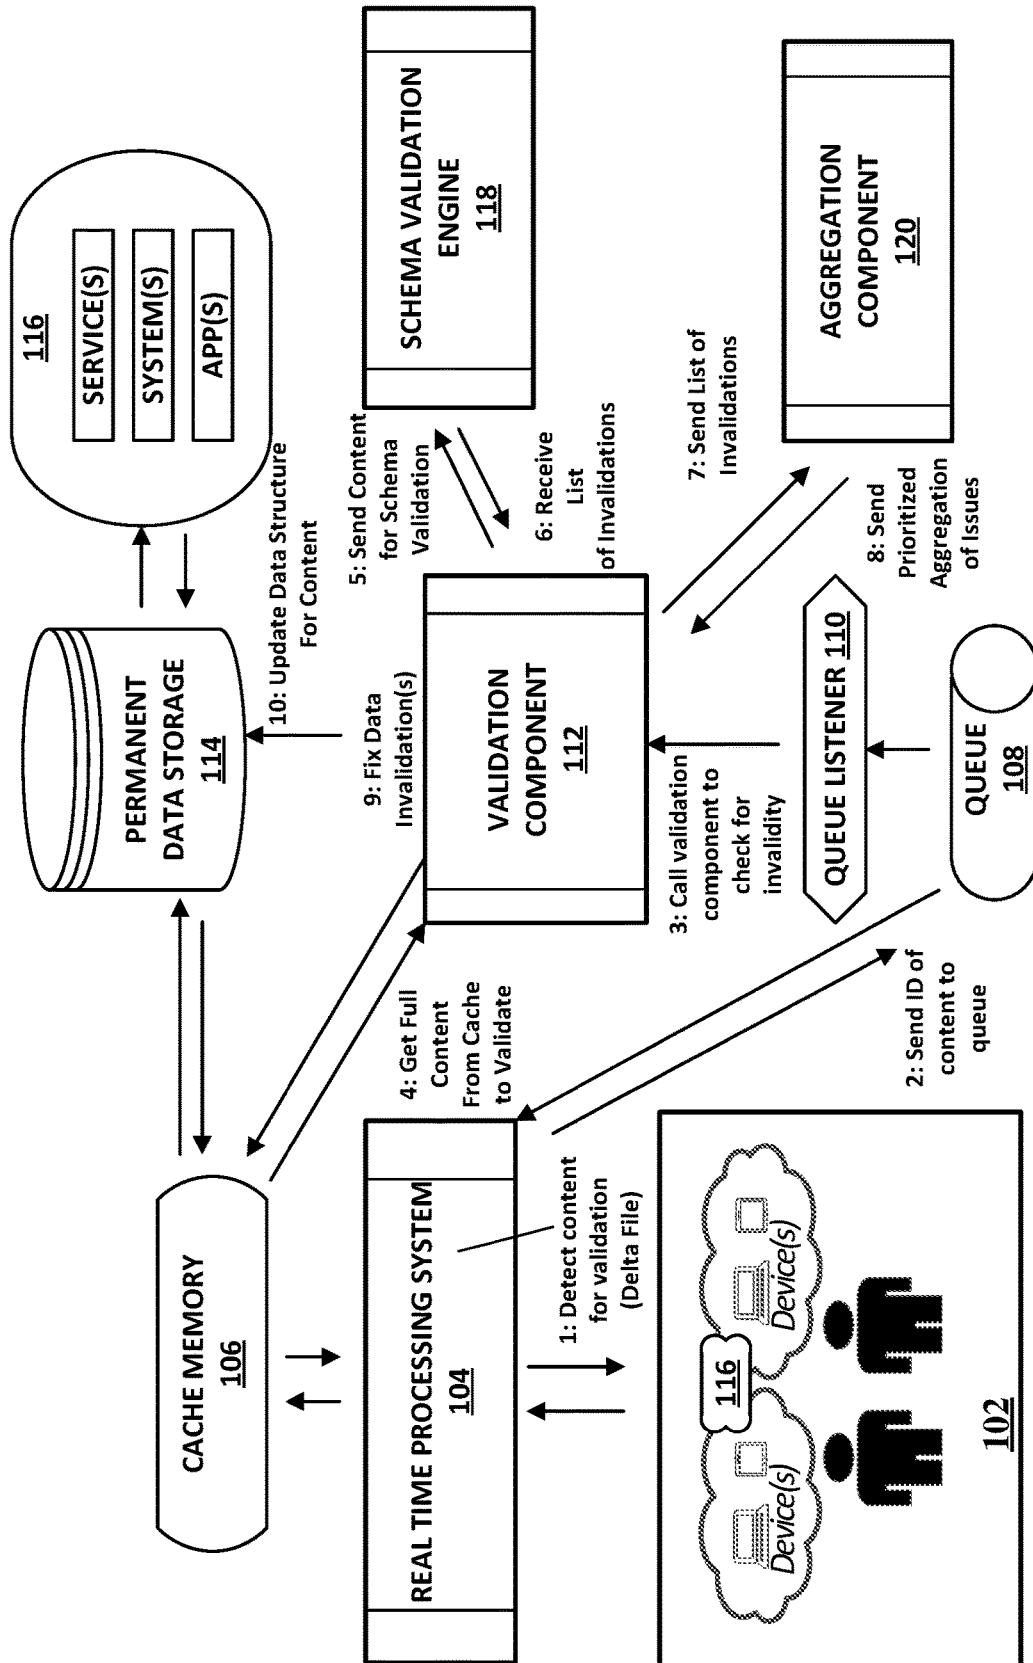 116
SERVICE(S)
SYSTEM(S)
APP(S)
PERMANENT
DATA STORAGE
114
10: Update Data Structure
For Content
CACHE MEMORY
106
SCHEMA VALIDATION
ENGINE
118
5: Send Content
for Schema
Validation
6: Receive
List
of Invalidations
9: Fix Data
Invalidation(s)
VALIDATION
COMPONENT
112
4: Get Full
Content
From Cache
to Validate
REAL TIME PROCESSING SYSTEM
104
1: Detect content
for validation
(Delta File)
AGGREGATION
COMPONENT
120
7: Send List of
Invalidations
8: Send
Prioritized
Aggregation
of Issues
3: Call validation
component to
check for
invalidity
QUEUE LISTENER 110
QUEUE
108
2: Send ID of
content to
queue
116
Device(s)
Device(s)
102